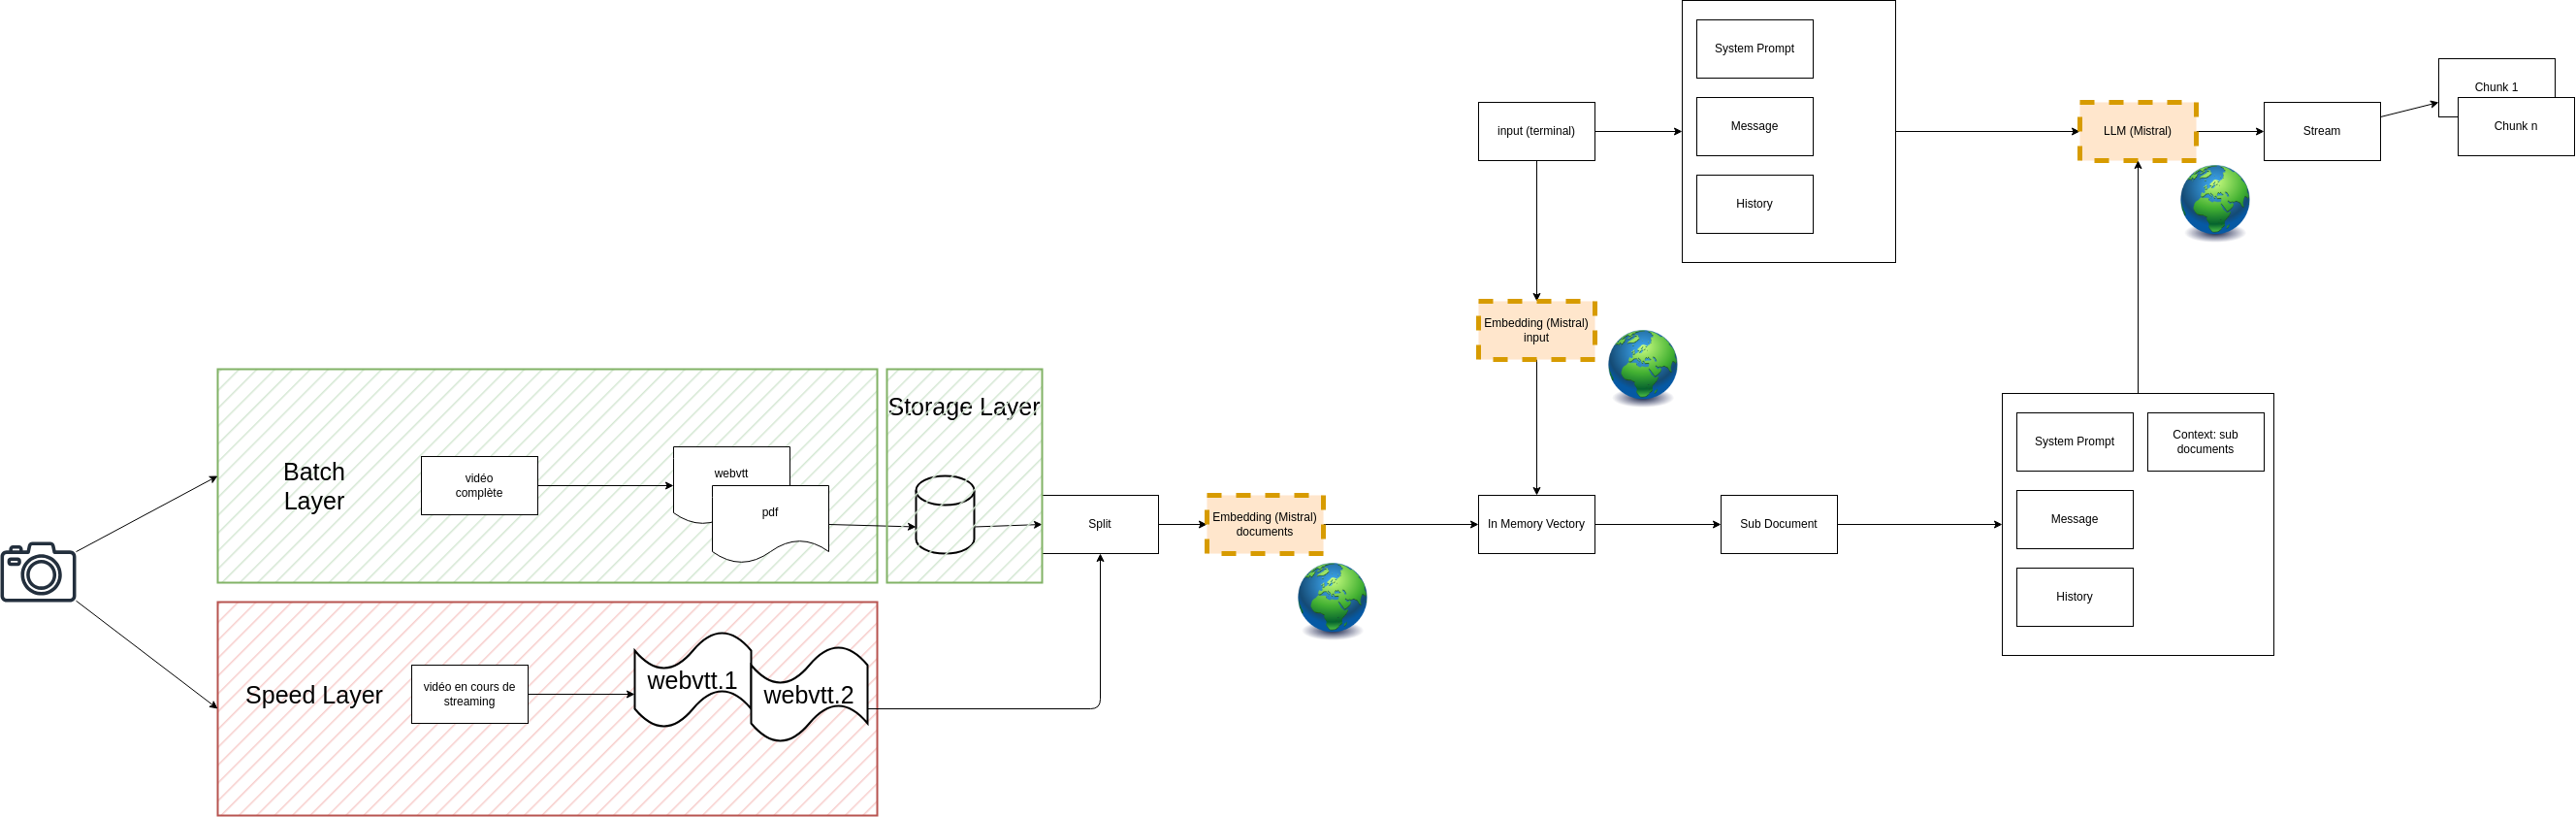 System Prompt
Message
History
input (terminal)
LLM (Mistral)
Stream
Chunk 1
Chunk n
Embedding (Mistral)
input
Storage Layer
Batch
Layer
vidéo
complète
webvtt
pdf
Split
Embedding (Mistral)
documents
In Memory Vector
Sub Document
System Prompt
Context: sub
documents
Message
History
Speed Layer
vidéo en cours de
streaming
webvtt.1
webvtt.2